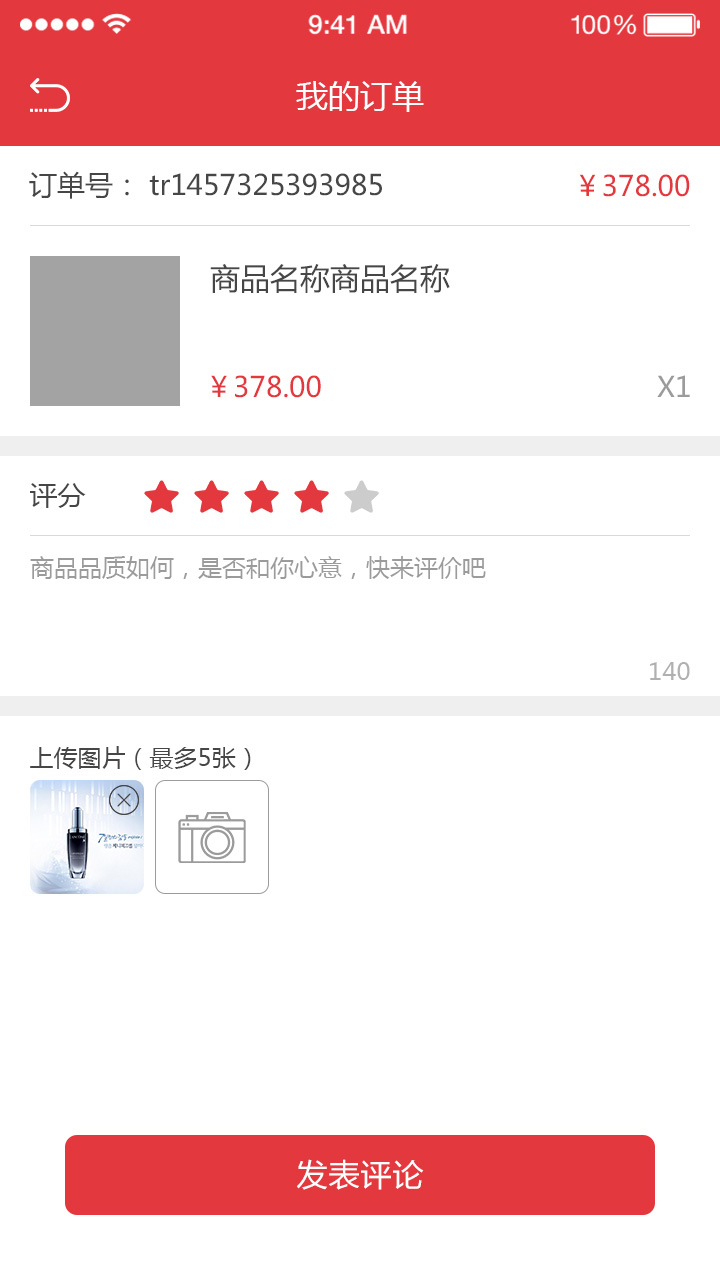 9:41 AM 100%
我的订单
订单号： tr1457325393985 ¥ 378.00
商品名称商品名称
¥ 378.00 X1
评分
商品品质如何，是否和你心意，快来评价吧
140
上传图片（最多5张）
发表评论